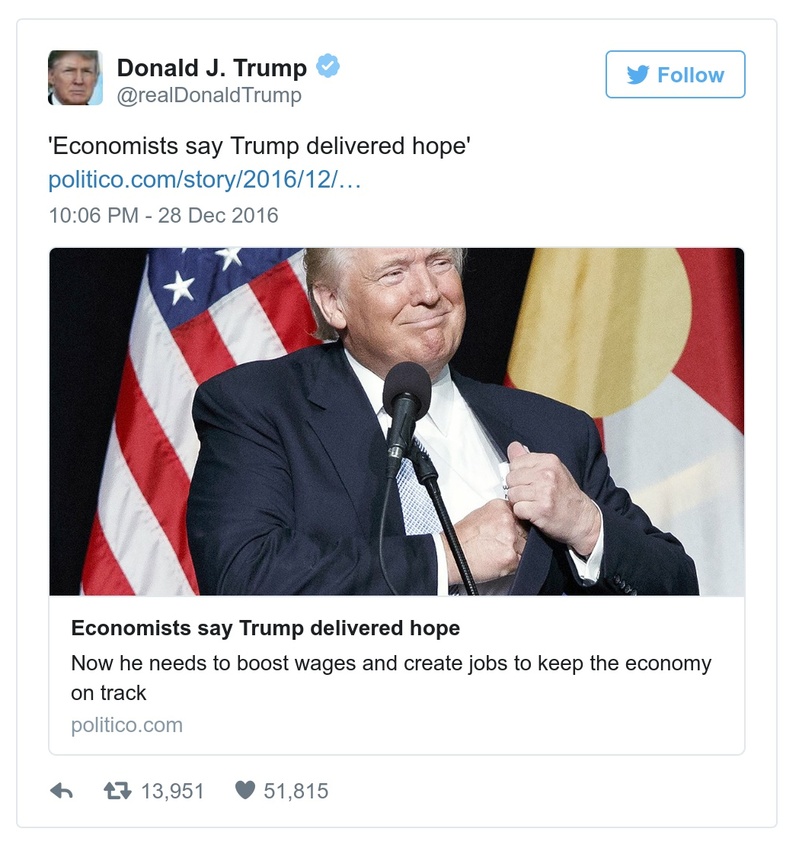 Donald J. Trump
@realDonaldTrump
Follow
'Economists say Trump delivered hope'
politico.com/story/2016/12/…
10:06 PM - 28 Dec 2016
Economists say Trump delivered hope
Now he needs to boost wages and create jobs to keep the economy
on track
politico.com
13,951 51,815